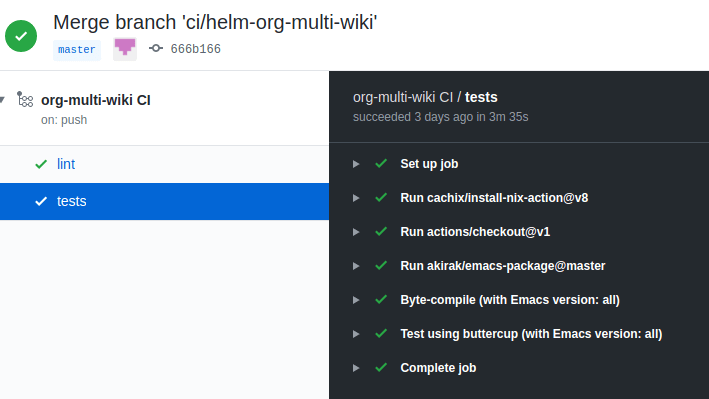 Merge branch 'ci/helm-org-multi-wiki'
master 666b166
org-multi-wiki CI
on: push
lint
tests
org-multi-wiki CI / tests
succeeded 3 days ago in 3m 35s
Set up job
Run cachix/install-nix-action@v8
Run actions/checkout@v1
Run akirak/emacs-package@master
Byte-compile (with Emacs version: all)
Test using buttercup (with Emacs version: all)
Complete job